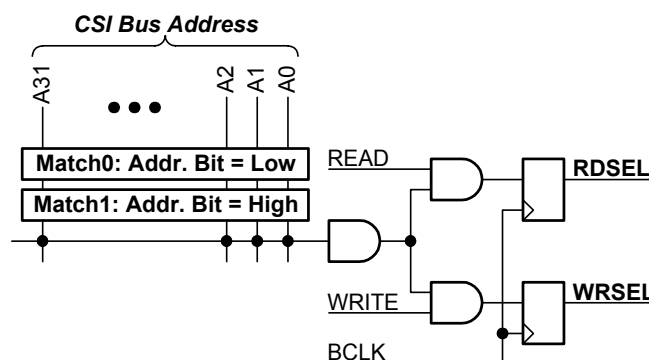 CSI Bus Address
A31 A2 A1 A0
Match0: Addr. Bit = Low
READ RDSEL
Match1: Addr. Bit = High
WRITE WRSEL
BCLK